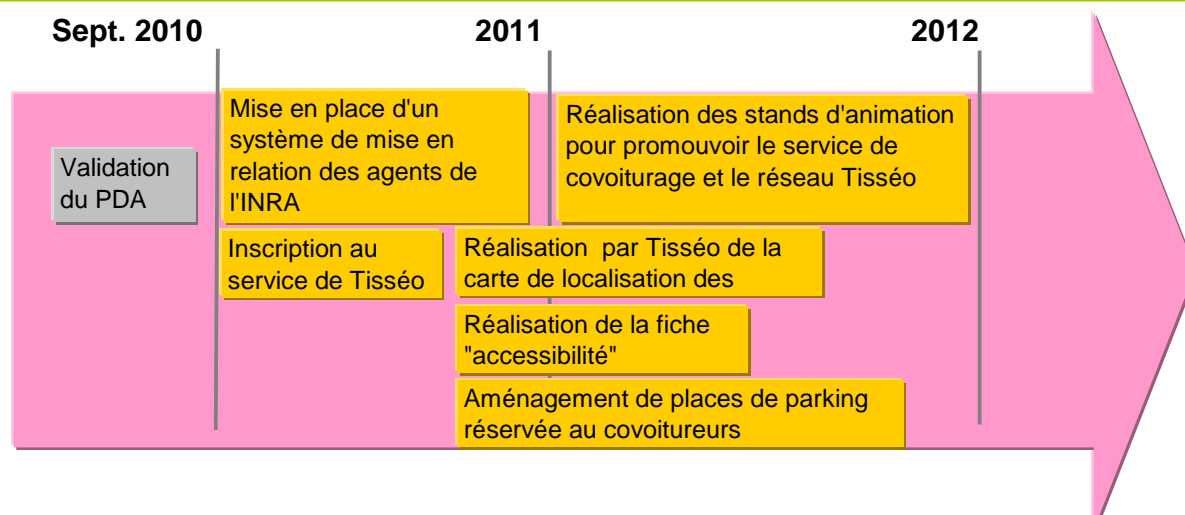 Sept. 2010
2011
2012
Validation
du PDA
Mise en place d'un
système de mise en
relation des agents de
l'INRA
Réalisation des stands d'animation
pour promouvoir le service de
covoiturage et le réseau Tisséo
Inscription au
service de Tisséo
Réalisation par Tisséo de la
carte de localisation des
Réalisation de la fiche
"accessibilité"
Aménagement de places de parking
réservée au covoitureurs